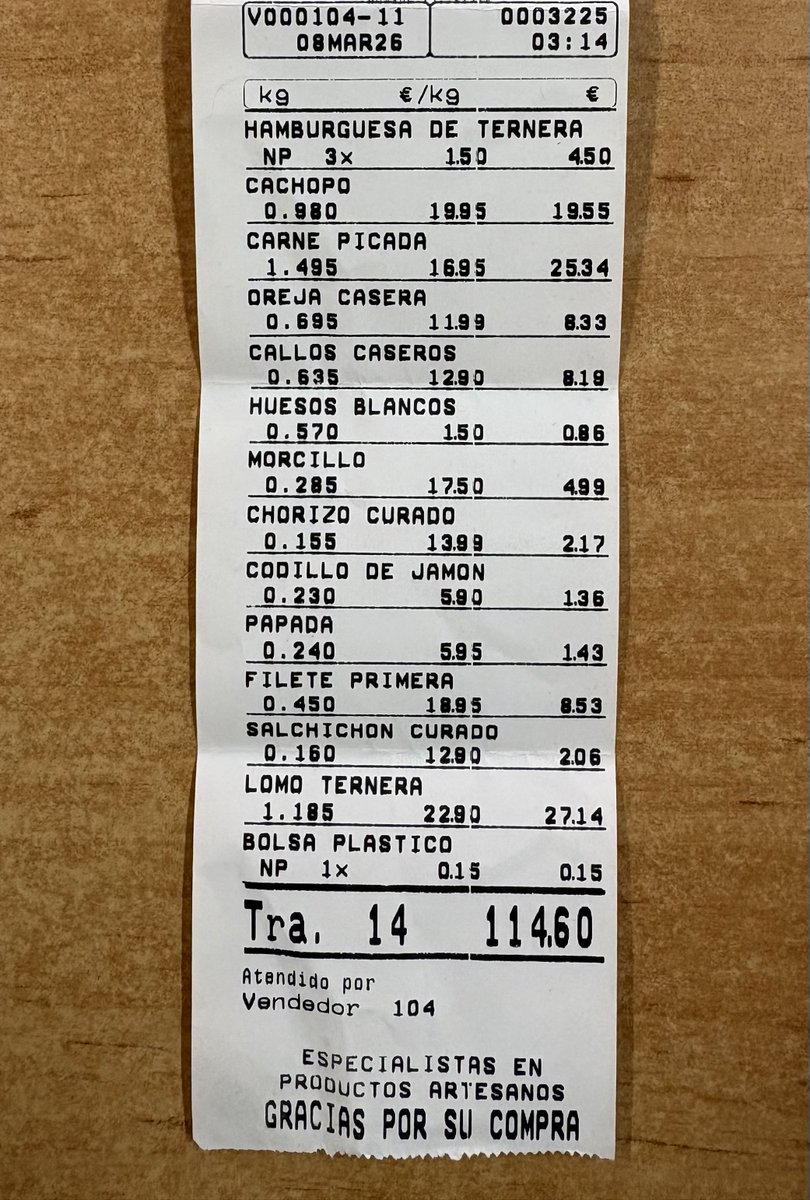 V000104-11 0003225
08MAR26 03:14
kg €/kg €
HAMBURGUESA DE TERNERA
NP 3x 1.50 4.50
CACHOPO
0.980 19.95 19.55
CARNE PICADA
1.495 16.95 25.34
OREJA CASERA
0.695 11.99 8.33
CALLOS CASEROS
0.635 12.90 8.19
HUESOS BLANCOS
0.570 1.50 0.86
MORCILLO
0.285 17.50 4.99
CHORIZO CURADO
0.155 13.99 2.17
CODILLO DE JAMON
0.230 5.90 1.36
PAPADA
0.240 5.95 1.43
FILETE PRIMERA
0.450 18.95 8.53
SALCHICHON CURADO
0.160 12.90 2.06
LOMO TERNERA
1.185 22.90 27.14
BOLSA PLASTICO
NP 1x 0.15 0.15
Tra. 14 114.60
Atendido por
Vendedor 104
ESPECIALISTAS EN
PRODUCTOS ARTESANOS
GRACIAS POR SU COMPRA